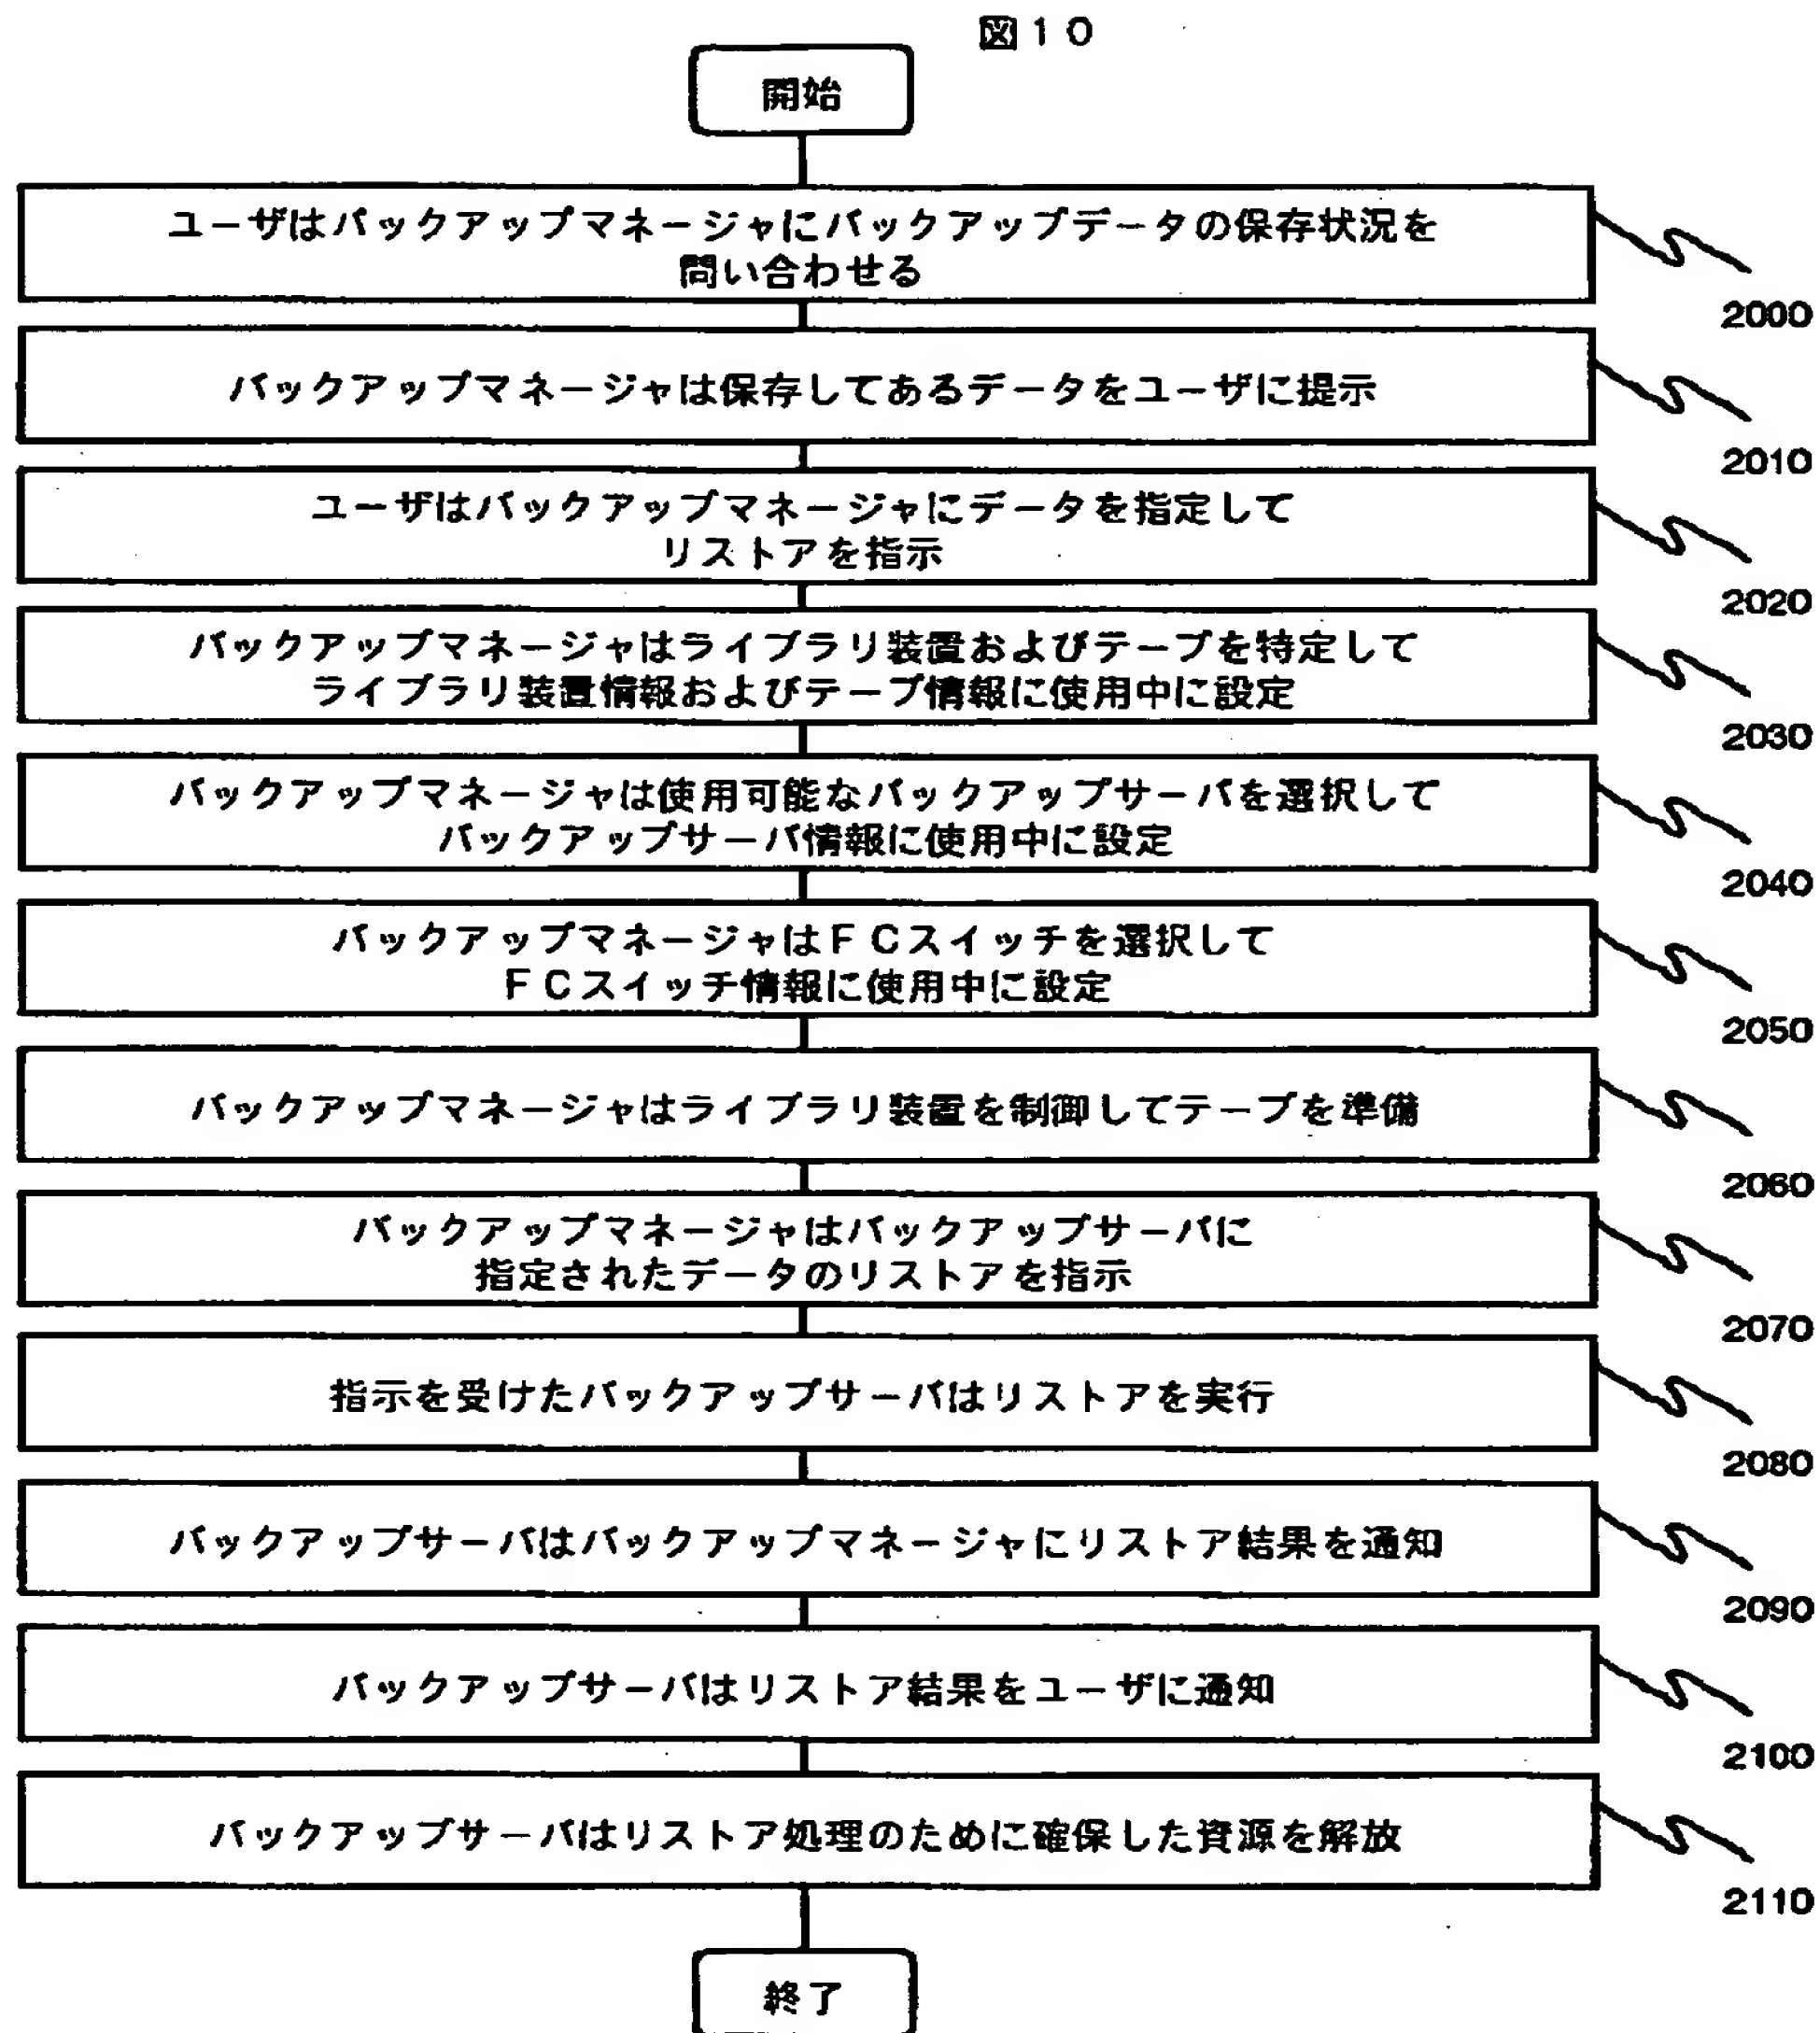 図10
開始
ユーザはバックアップマネージャにバックアップデータの保存状況を
問い合わせる
2000
バックアップマネージャは保存してあるデータをユーザに提示
2010
ユーザはバックアップマネージャにデータを指定して
リストアを指示
2020
バックアップマネージャはライブラリ装置およびテープを特定して
ライブラリ装置情報およびテープ情報に使用中に設定
2030
バックアップマネージャは使用可能なバックアップサーバを選択して
バックアップサーバ情報に使用中に設定
2040
バックアップマネージャはFCスイッチを選択して
FCスイッチ情報に使用中に設定
2050
バックアップマネージャはライブラリ装置を制御してテープを準備
2060
バックアップマネージャはバックアップサーバに
指定されたデータのリストアを指示
2070
指示を受けたバックアップサーバはリストアを実行
2080
バックアップサーバはバックアップマネージャにリストア結果を通知
2090
バックアップサーバはリストア結果をユーザに通知
2100
バックアップサーバはリストア処理のために確保した資源を解放
2110
終了